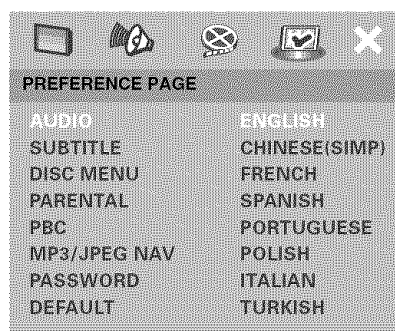 PREFERENCE PAGE
AUDIO ENGLISH
SUBTITLE CHINESE(SIMP)
DISC MENU FRENCH
PARENTAL SPANISH
PBC PORTUGUESE
MP3/JPEG NAV POLISH
PASSWORD ITALIAN
DEFAULT TURKISH